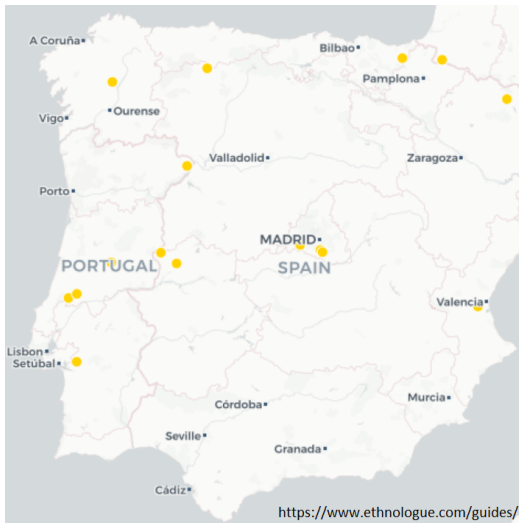 A Coruña
Bilbao
Pamplona
Ourense
Vigo
Valladolid
Zaragoza
Porto
MADRID
PORTUGAL
SPAIN
Valencia
Lisbon
Setúbal
Murcia
Córdoba
Seville
Granada
Cádiz
https://www.ethnologue.com/guides/